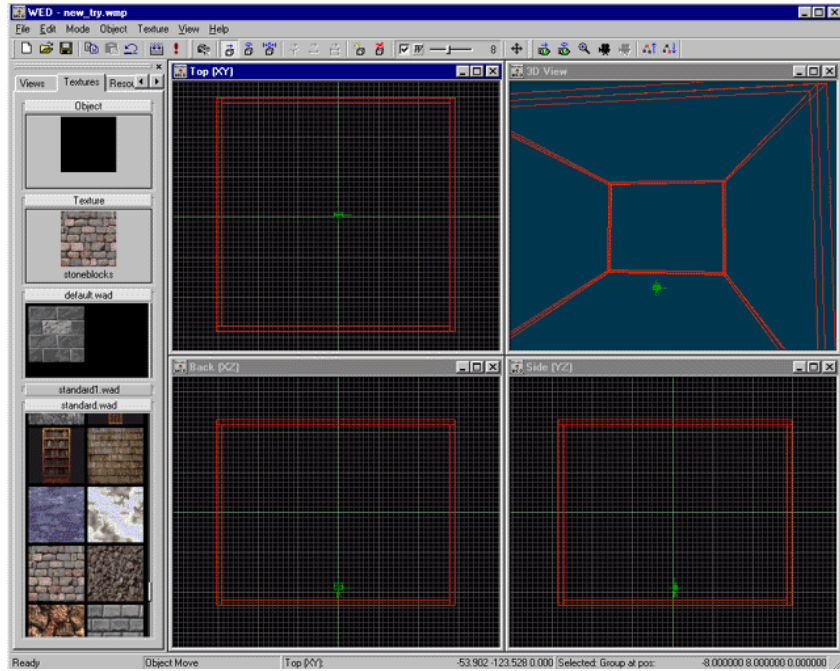 WED - new_try.wmp
File Edit Mode Object Texture View Help
8
Views Textures Resou
Object
Texture
stoneblocks
default.wad
standard1.wad
standard.wad
Top (XY)
3D View
Back (XZ)
Side (YZ)
Ready Object Move Top (XY): -53.902 -123.528 0.000 Selected: Group at pos: -8.000000 8.000000 0.000000